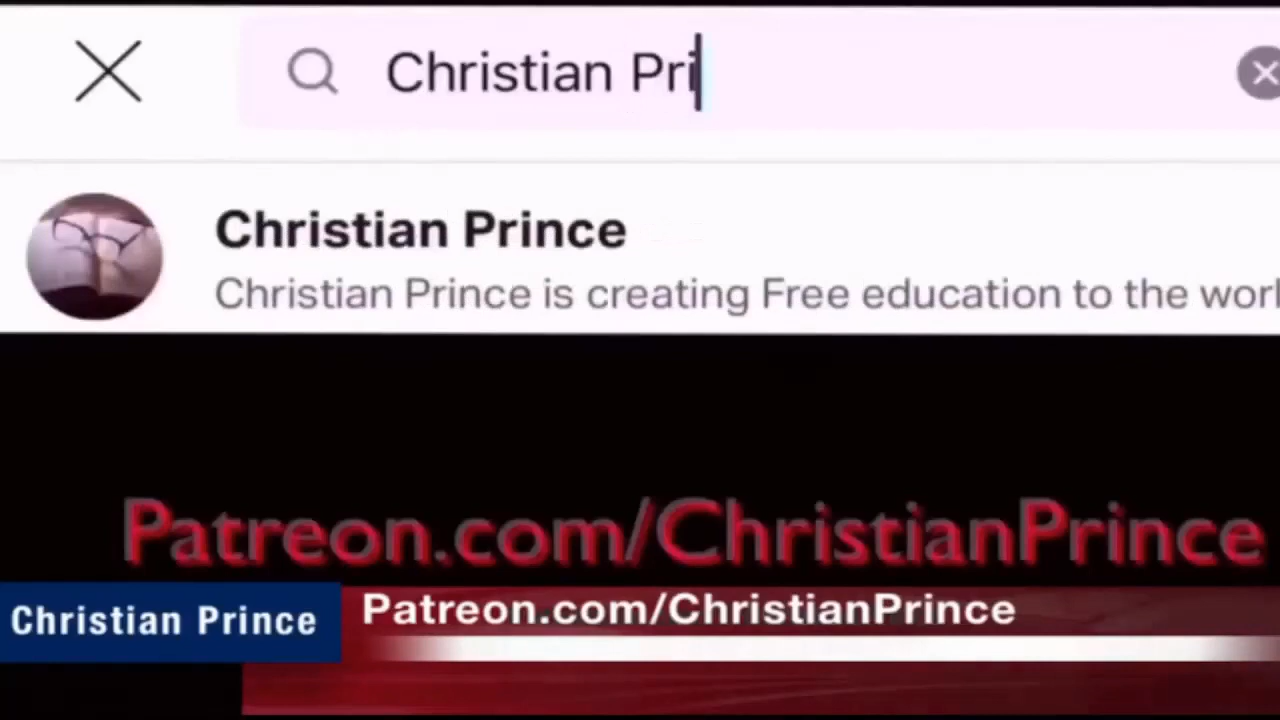 Christian Pri
Christian Prince
Christian Prince is creating Free education to the worl
Patreon.com/ChristianPrince
Christian Prince
Patreon.com/ChristianPrince